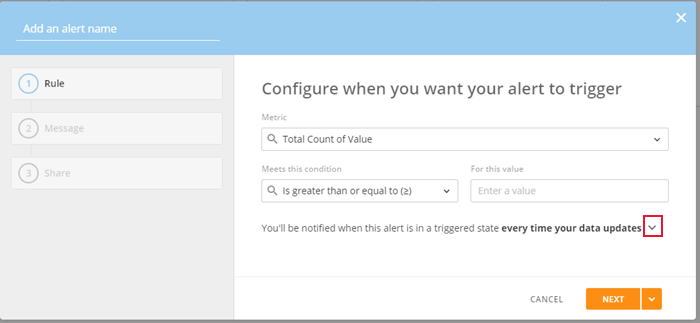 Add an alert name
1 Rule
2 Message
3 Share
Configure when you want your alert to trigger
Metric
Total Count of Value
Meets this condition
For this value
Is greater than or equal to (≥)
Enter a value
You'll be notified when this alert is in a triggered state every time your data updates
CANCEL
NEXT